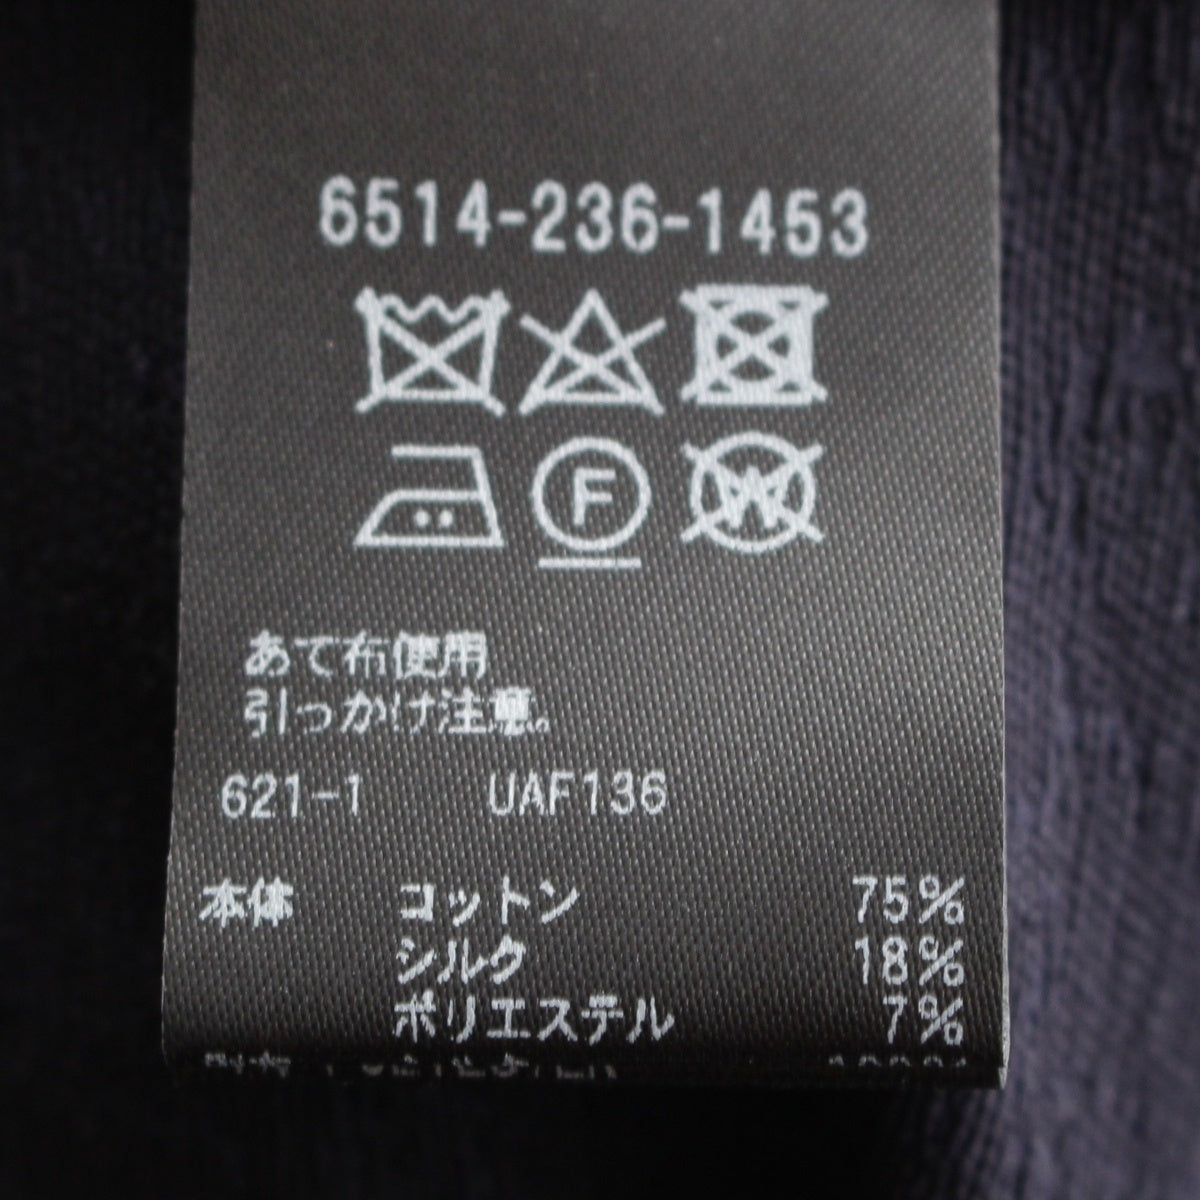 6514-236-1453
F W
あて布使用
引っかけ注意。
621-1 UAF136
本体 コットン 75%
シルク 18%
ポリエステル 7%